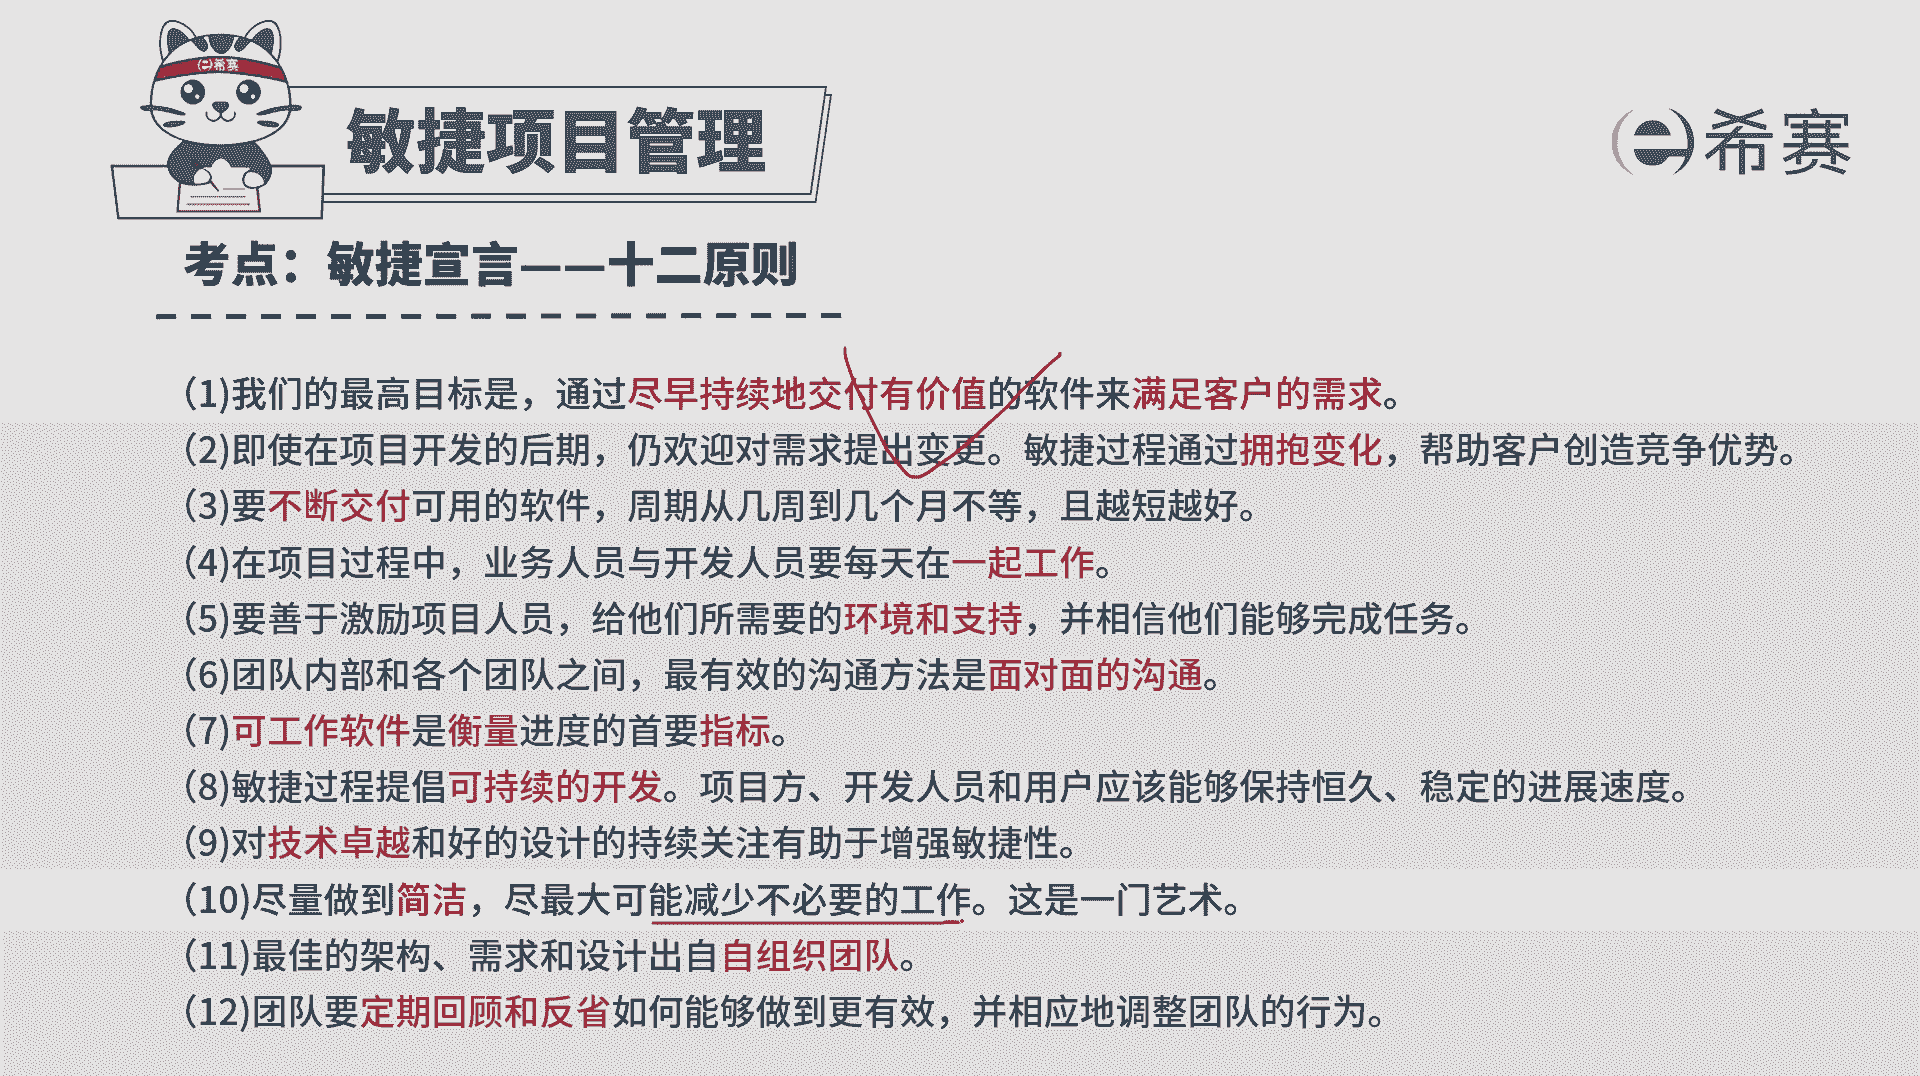 希赛
敏捷项目管理
希赛
考点：敏捷宣言——十二原则
(1)我们的最高目标是，通过尽早持续地交付有价值的软件来满足客户的需求。
(2)即使在项目开发的后期，仍欢迎对需求提出变更。敏捷过程通过拥抱变化，帮助客户创造竞争优势。
(3)要不断交付可用的软件，周期从几周到几个月不等，且越短越好。
(4)在项目过程中，业务人员与开发人员要每天在一起工作。
(5)要善于激励项目人员，给他们所需要的环境和支持，并相信他们能够完成任务。
(6)团队内部和各个团队之间，最有效的沟通方法是面对面的沟通。
(7)可工作软件是衡量进度的首要指标。
(8)敏捷过程提倡可持续的开发。项目方、开发人员和用户应该能够保持恒久、稳定的进展速度。
(9)对技术卓越和好的设计的持续关注有助于增强敏捷性。
(10)尽量做到简洁，尽最大可能减少不必要的工作。这是一门艺术。
(11)最佳的架构、需求和设计出自自组织团队。
(12)团队要定期回顾和反省如何能够做到更有效，并相应地调整团队的行为。